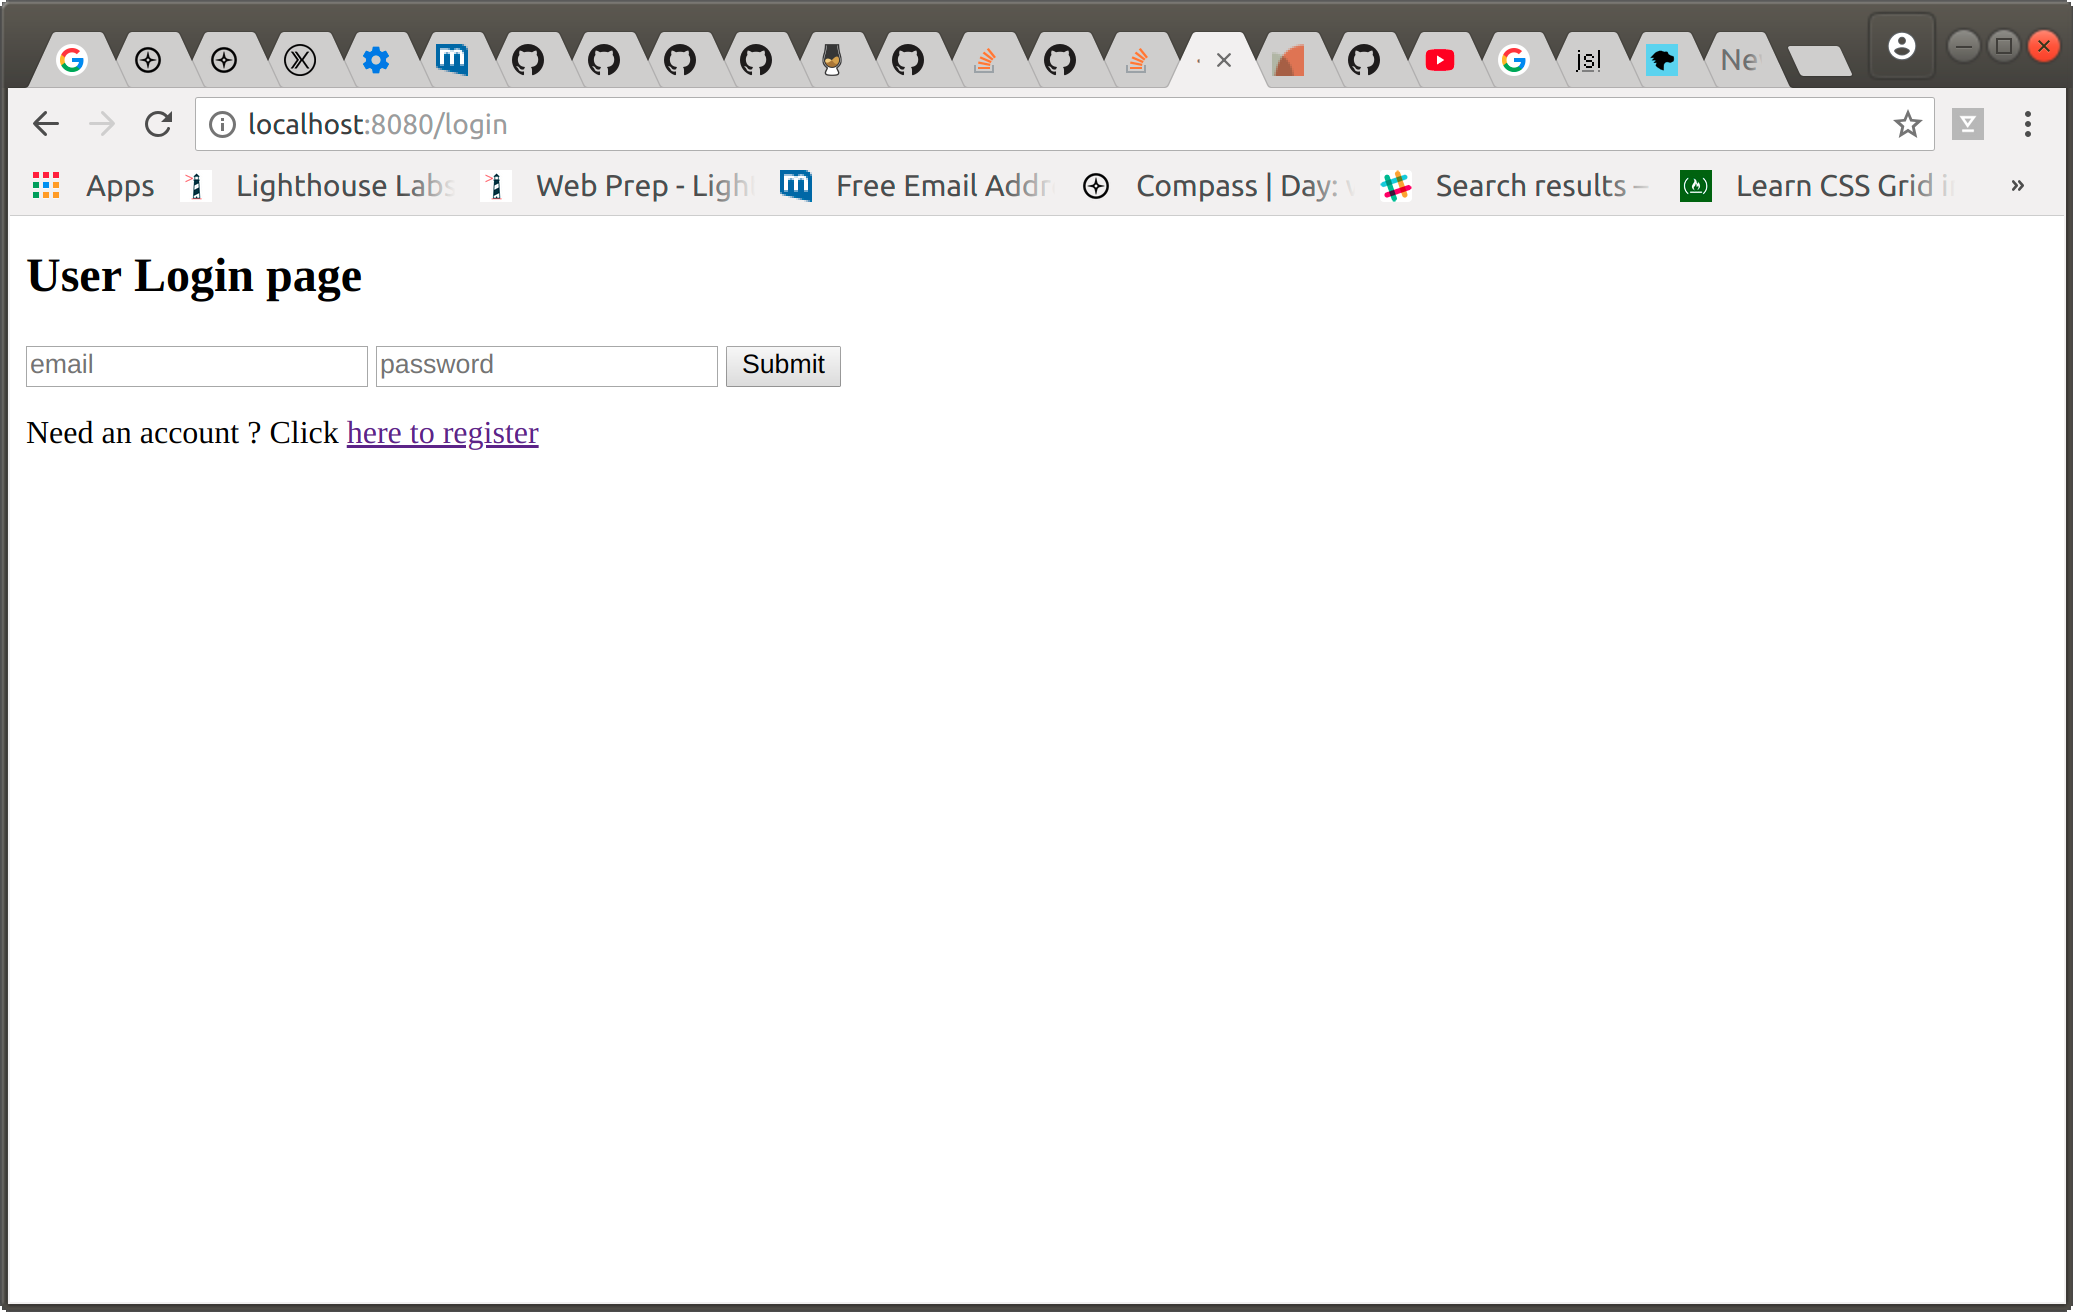 jsl Ne
localhost:8080/login
Apps Lighthouse Labs Web Prep - Ligh Free Email Addr Compass | Day: Search results – Learn CSS Grid i »
User Login page
email password Submit
Need an account ? Click here to register